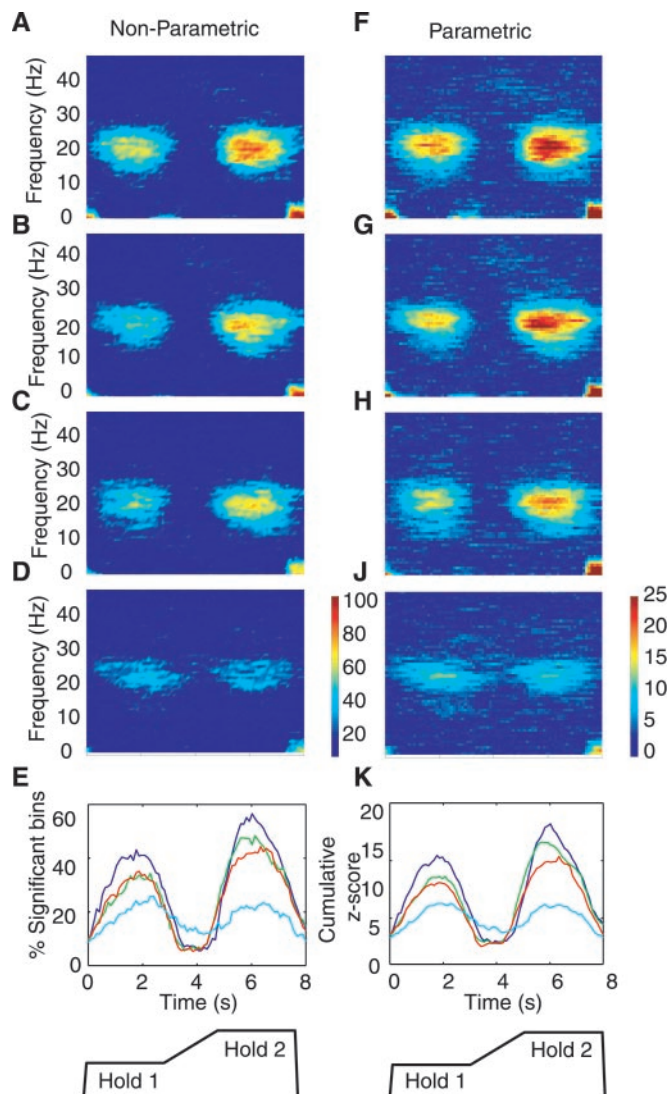 A Non-Parametric F Parametric
Frequency (Hz)
40
30
20
10
0
B G
Frequency (Hz)
40
30
20
10
0
C H
Frequency (Hz)
40
30
20
10
0
D J
Frequency (Hz)
40
30
20
10
0
100
80
60
40
20
25
20
15
10
5
0
E K
% Significant bins
60
40
20
0
0 2 4 6 8
Time (s)
Cumulative
z-score
20
15
10
5
0
0 2 4 6 8
Time (s)
Hold 1 Hold 2
Hold 1 Hold 2